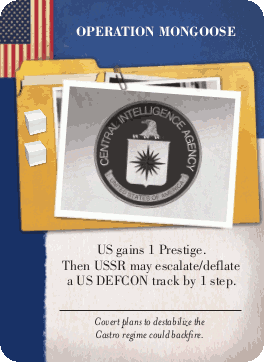 OPERATION MONGOOSE
CENTRAL INTELLIGENCE AGENCY
UNITED STATES OF AMERICA
US gains 1 Prestige.
Then USSR may escalate/deflate
a US DEFCON track by 1 step.
Covert plans to destabilize the
Castro regime could backfire.